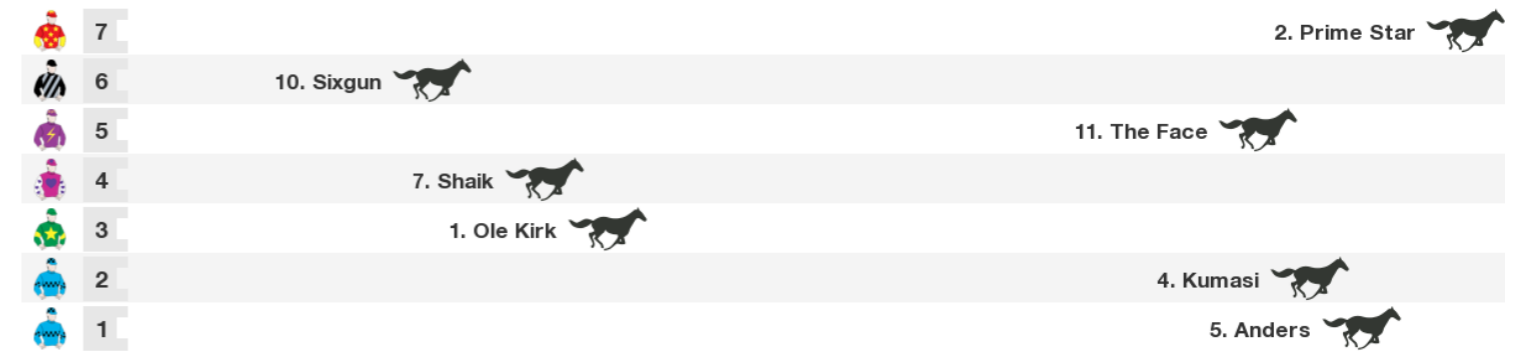 7 2. Prime Star
6 10. Sixgun
5 11. The Face
4 7. Shaik
3 1. Ole Kirk
2 4. Kumasi
1 5. Anders